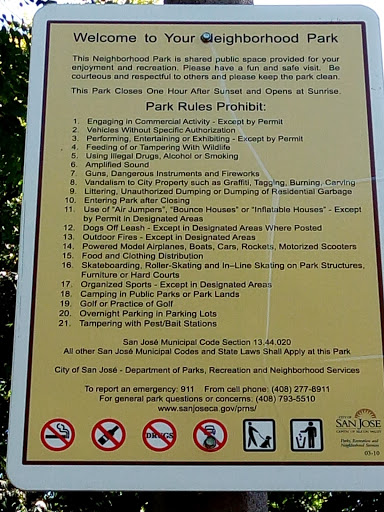 Welcome to Your Neighborhood Park
This Neighborhood Park is shared public space provided for your
enjoyment and recreation. Please have a fun and safe visit. Be
courteous and respectful to others and please keep the park clean.
This Park Closes One Hour After Sunset and Opens at Sunrise.
Park Rules Prohibit:
1. Engaging in Commercial Activity - Except by Permit
2. Vehicles Without Specific Authorization
3. Performing, Entertaining or Exhibiting - Except by Permit
4. Feeding of or Tampering With Wildlife
5. Using Illegal Drugs, Alcohol or Smoking
6. Amplified Sound
7. Guns, Dangerous Instruments and Fireworks
8. Vandalism to City Property such as Graffiti, Tagging, Burning, Carving
9. Littering, Unauthorized Dumping or Dumping of Residential Garbage
10. Entering Park after Closing
11. Use of "Air Jumpers", "Bounce Houses" or "Inflatable Houses" - Except
by Permit in Designated Areas
12. Dogs Off Leash - Except in Designated Areas Where Posted
13. Outdoor Fires - Except in Designated Areas
14. Powered Model Airplanes, Boats, Cars, Rockets, Motorized Scooters
15. Food and Clothing Distribution
16. Skateboarding, Roller-Skating and In–Line Skating on Park Structures,
Furniture or Hard Courts
17. Organized Sports - Except in Designated Areas
18. Camping in Public Parks or Park Lands
19. Golf or Practice of Golf
20. Overnight Parking in Parking Lots
21. Tampering with Pest/Bait Stations
San José Municipal Code Section 13.44.020
All other San José Municipal Codes and State Laws Shall Apply at this Park
City of San José - Department of Parks, Recreation and Neighborhood Services
To report an emergency: 911 From cell phone: (408) 277-8911
For general park questions or concerns: (408) 793-5510
www.sanjoseca.gov/prns/
DRUGS
CITY OF
SAN JOSE
CAPITAL OF SILICON VALLEY
Parks, Recreation and
Neighborhood Services
03-10